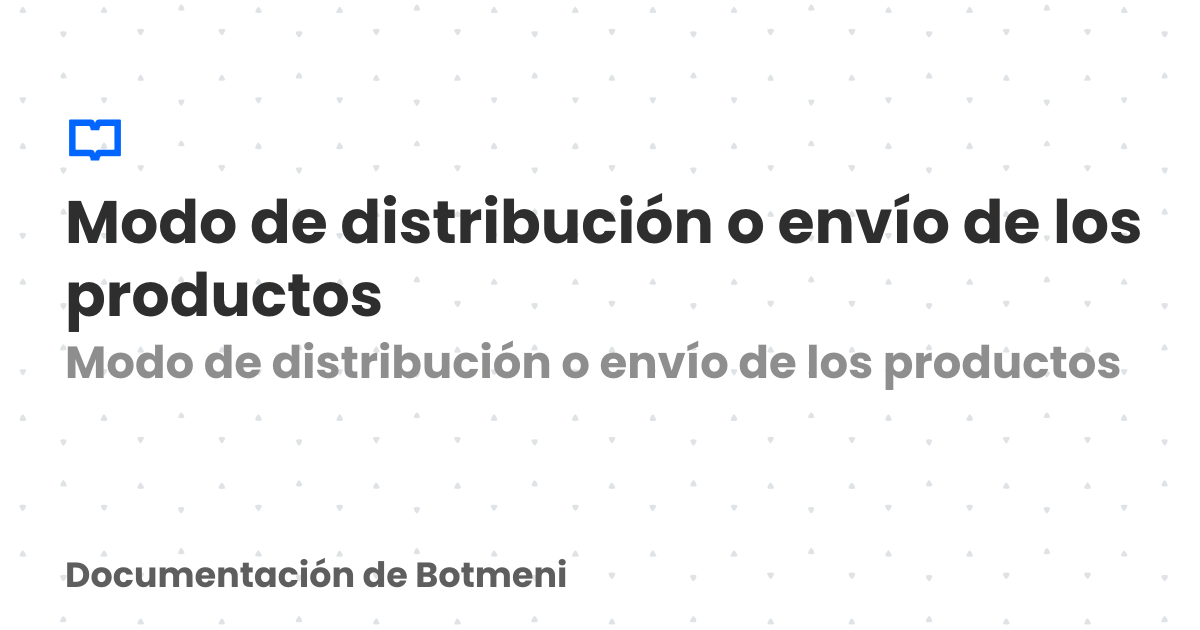 Modo de distribución o envío de los
productos
Modo de distribución o envío de los productos
Documentación de Botmeni